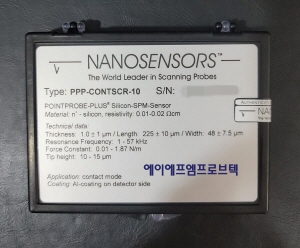 NANOSENSORS™
The World Leader in Scanning Probes
Type: PPP-CONTSCR-10 S/N:
POINTPROBE-PLUS® Silicon-SPM-Sensor
Material: n⁺ - silicon, resistivity: 0.01-0.02 Ωcm
Technical data:
Thickness: 1.0 ± 1 µm / Length: 225 ± 10 µm / Width: 48 ± 7.5 µm
Resonance Frequency: 1 - 57 kHz
Force Constant: 0.01 - 1.87 N/m
Tip height: 10 - 15 µm
에이에프엠프로브텍
Application: contact mode
Coating: Al-coating on detector side